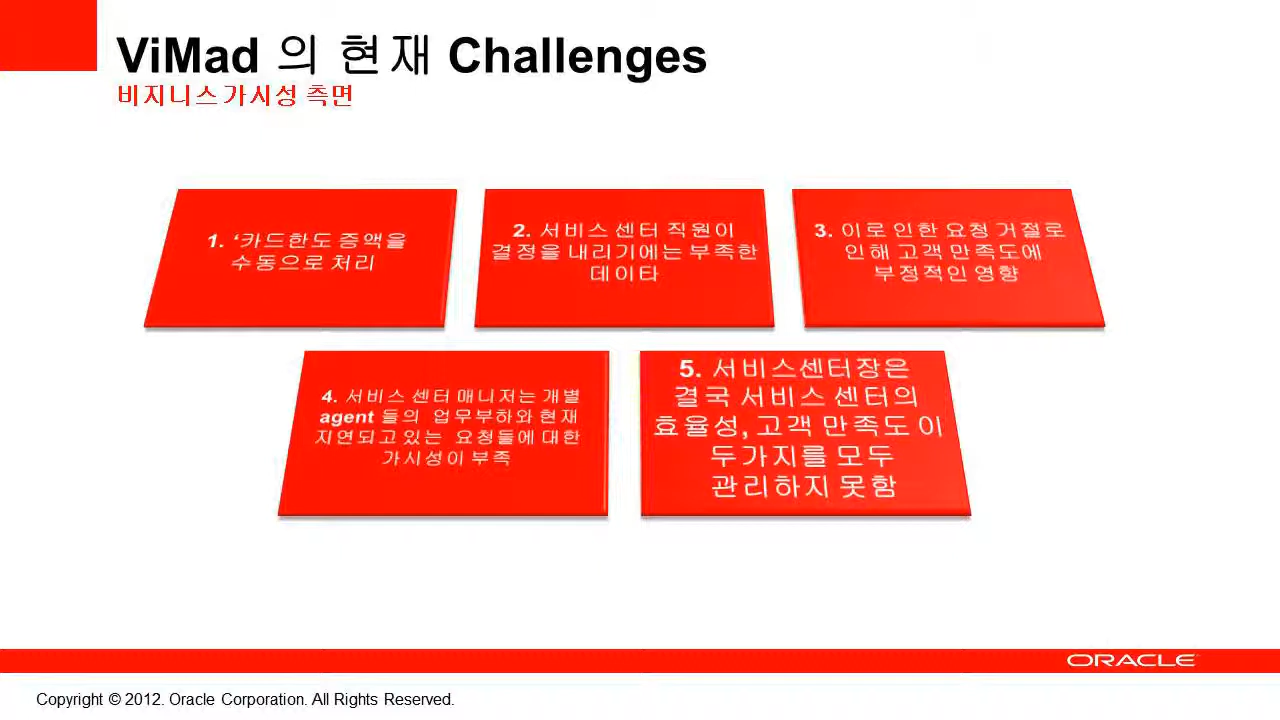 ViMad 의 현재 Challenges
비지니스 가시성 측면
1. ‘카드한도 증액을
수동으로 처리
2. 서비스 센터 직원이
결정을 내리기에는 부족한
데이타
3. 이로 인한 요청 거절로
인해 고객 만족도에
부정적인 영향
4. 서비스 센터 매니저는 개별
agent 들의 업무부하와 현재
지연되고 있는 요청들에 대한
가시성이 부족
5. 서비스센터장은
결국 서비스 센터의
효율성, 고객 만족도 이
두가지를 모두
관리하지 못함
ORACLE
Copyright © 2012. Oracle Corporation. All Rights Reserved.